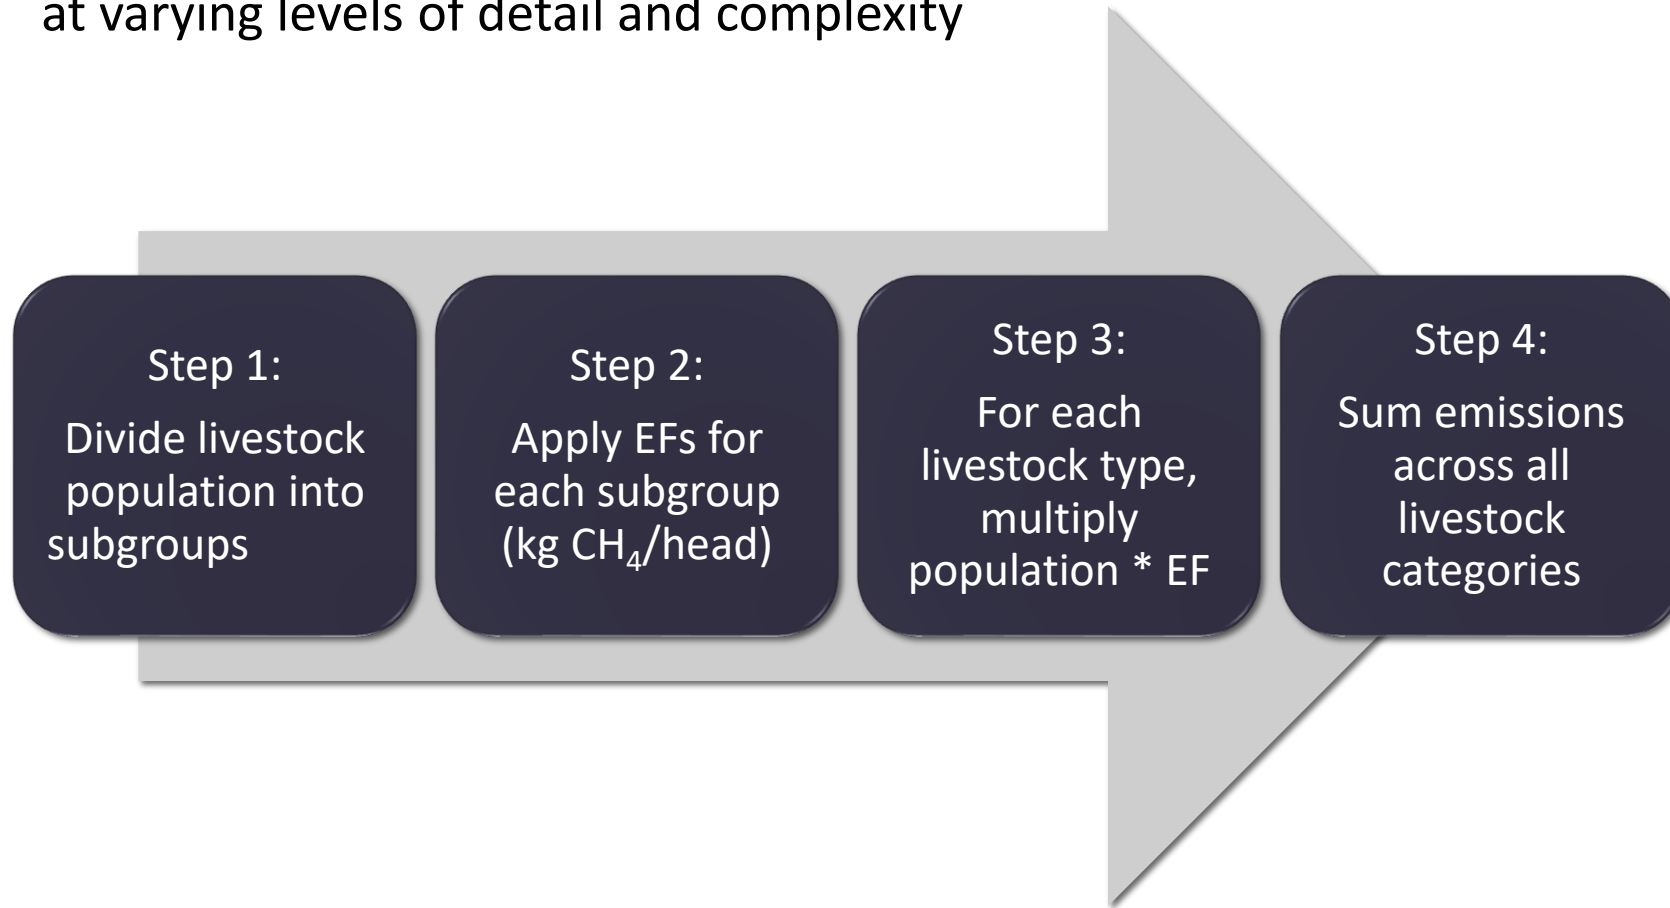 at varying levels of detail and complexity
Step 1:
Divide livestock
population into
subgroups
Step 2:
Apply EFs for
each subgroup
(kg CH₄/head)
Step 3:
For each
livestock type,
multiply
population * EF
Step 4:
Sum emissions
across all
livestock
categories